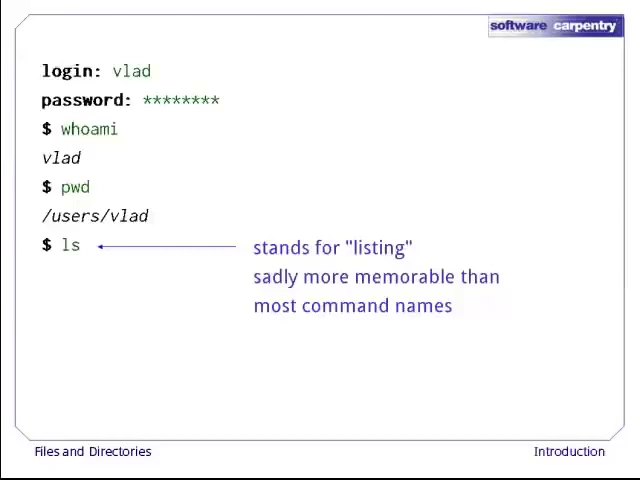 software carpentry
login: vlad
password: ********
$ whoami
vlad
$ pwd
/users/vlad
$ ls
stands for "listing"
sadly more memorable than
most command names
Files and Directories
Introduction